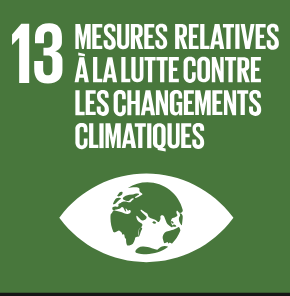 13 MESURES RELATIVES
À LA LUTTE CONTRE
LES CHANGEMENTS
CLIMATIQUES